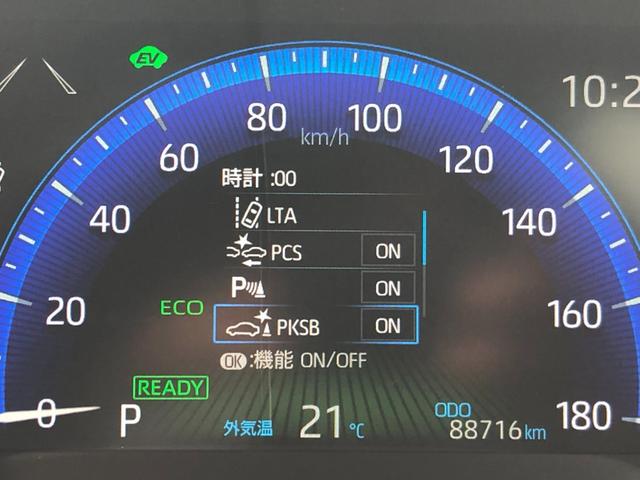 EV
10:2
80
100
km/h
60
120
時計 :00
40
LTA
140
PCS ON
P ON
20
ECO
160
PKSB ON
OK:機能 ON/OFF
READY
0
P
外気温 21℃
ODO
88716km
180